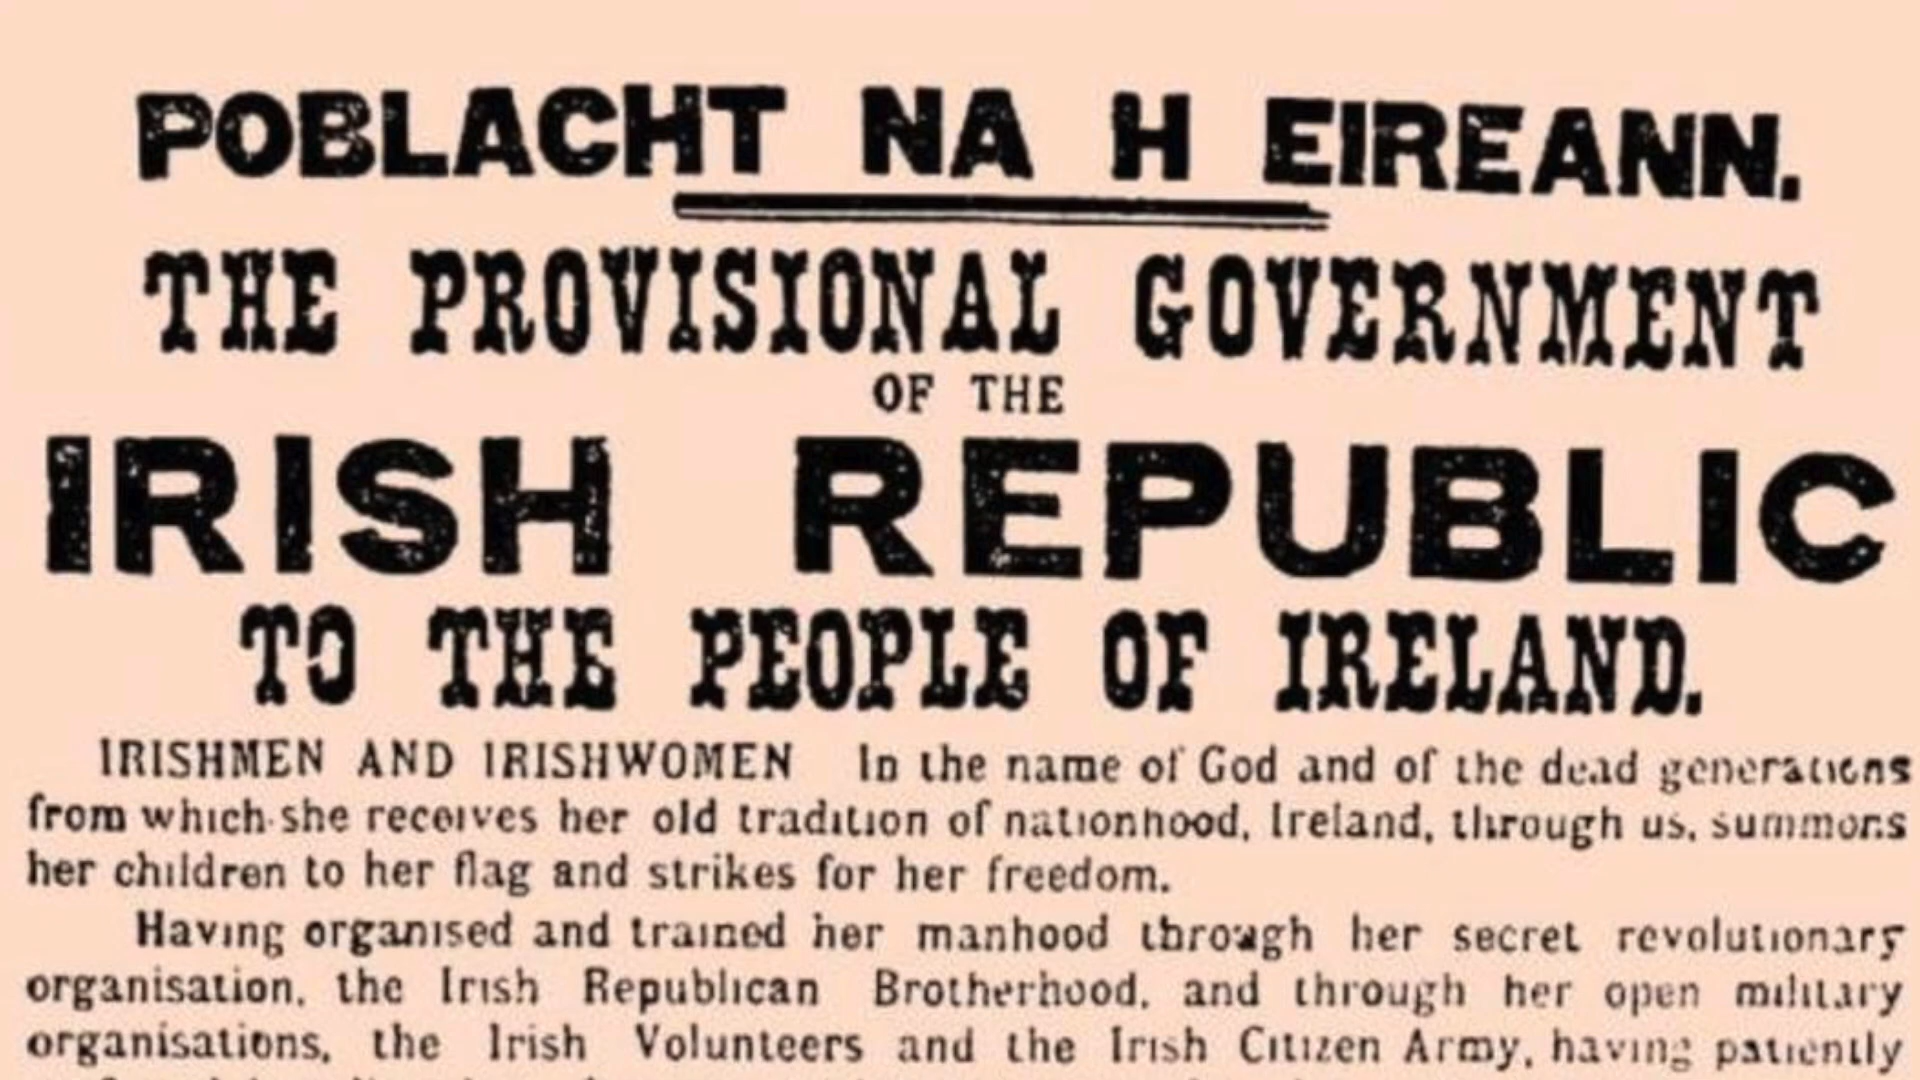 POBLACHT NA H EIREANN.
THE PROVISIONAL GOVERNMENT
OF THE
IRISH REPUBLIC
TO THE PEOPLE OF IRELAND.
IRISHMEN AND IRISHWOMEN In the name of God and of the dead generations
from which she receives her old tradition of nationhood, Ireland, through us, summons
her children to her flag and strikes for her freedom.
Having organised and trained her manhood through her secret revolutionary
organisation, the Irish Republican Brotherhood, and through her open military
organisations, the Irish Volunteers and the Irish Citizen Army, having patiently